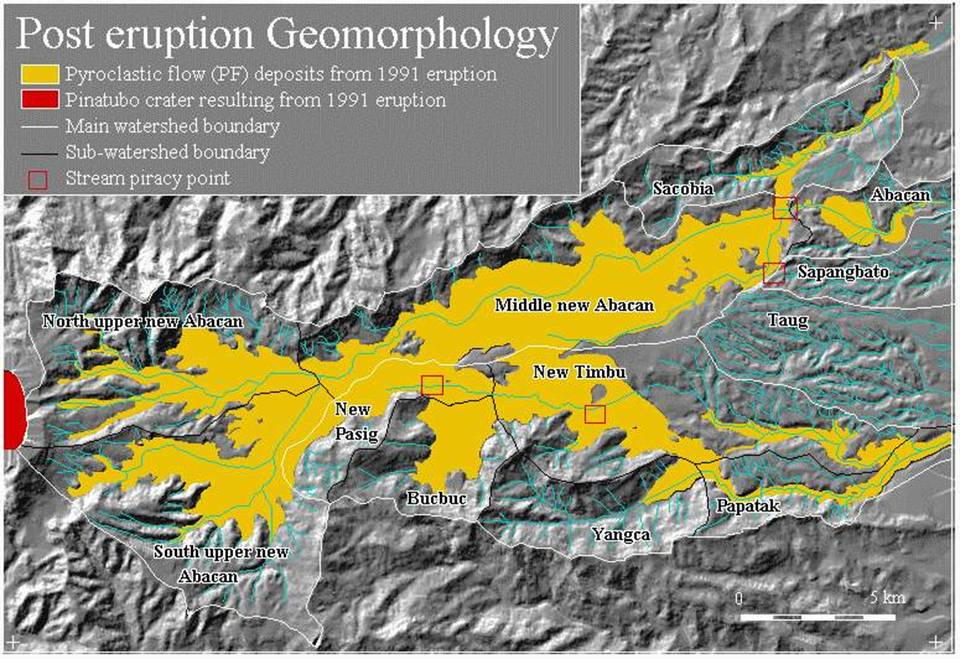 Post eruption Geomorphology
Pyroclastic flow (PF) deposits from 1991 eruption
Pinatubo crater resulting from 1991 eruption
Main watershed boundary
Sub-watershed boundary
Stream piracy point
Sacobia
Abacan
Sapangbato
Middle new Abacan
North upper new Abacan
Taug
New Timbu
New
Pasig
Bucbuc
Papatak
Yangca
South upper new
Abacan
0 5 km